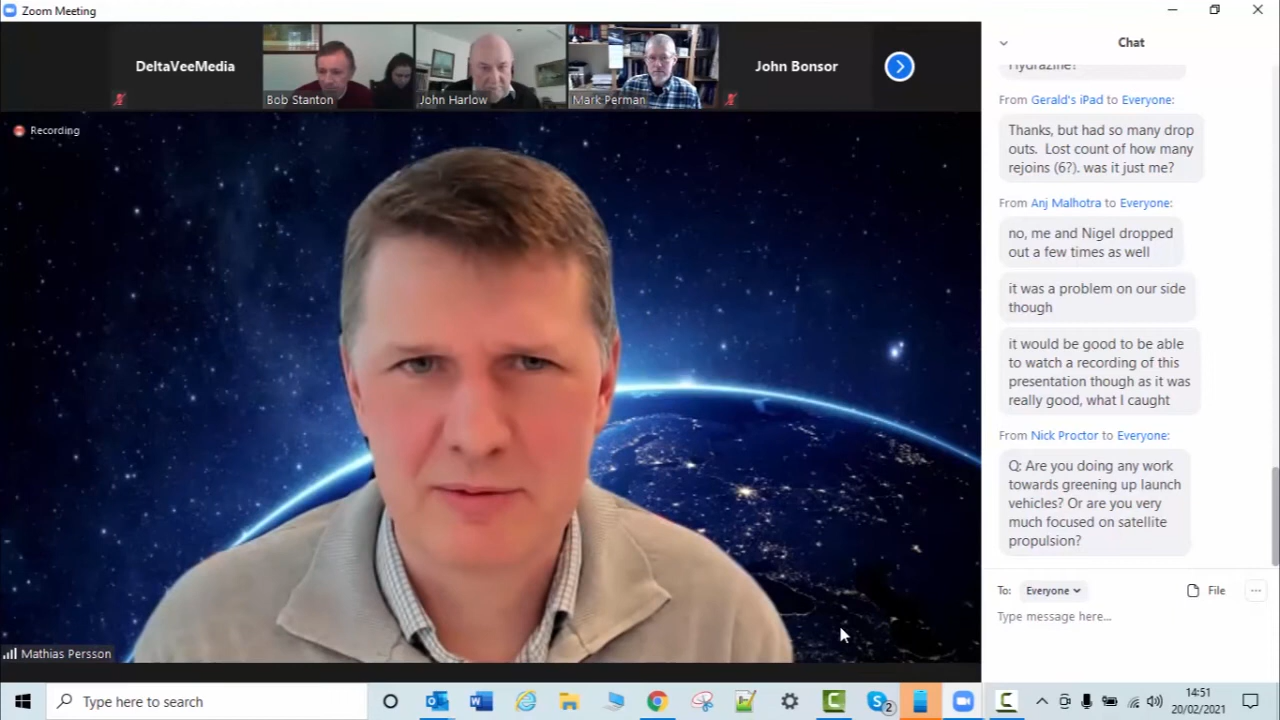 Zoom Meeting
DeltaVeeMedia
Bob Stanton
John Harlow
Mark Perman
John Bonsor
Recording
Mathias Persson
Chat
Hydrazine?
From Gerald's iPad to Everyone:
Thanks, but had so many drop
outs. Lost count of how many
rejoins (6?). was it just me?
From Anj Malhotra to Everyone:
no, me and Nigel dropped
out a few times as well
it was a problem on our side
though
it would be good to be able
to watch a recording of this
presentation though as it was
really good, what I caught
From Nick Proctor to Everyone:
Q: Are you doing any work
towards greening up launch
vehicles? Or are you very
much focused on satellite
propulsion?
To: Everyone File
Type message here...
Type here to search
2
14:51
20/02/2021